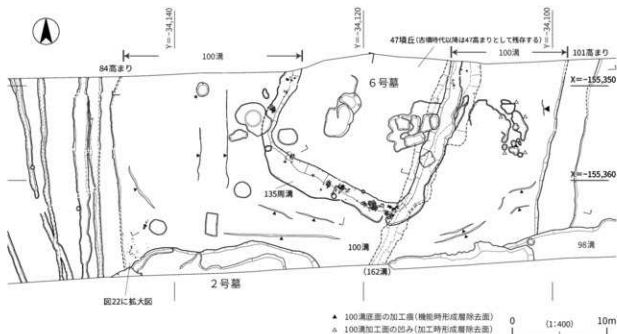 Y=−34,140
Y=−34,120
Y=−34,100
47墳丘(古墳時代以降は47高まりとして残存する)
100溝
100溝
101高まり
84高まり
6号墓
X=−155,350
135周溝
X=−155,360
100溝
98溝
(162溝)
2号墓
図22に拡大図
▲ 100溝底面の加工痕(機能時形成層除去面)
△ 100溝加工面の凹み(加工時形成層除去面)
0 (1:400) 10m